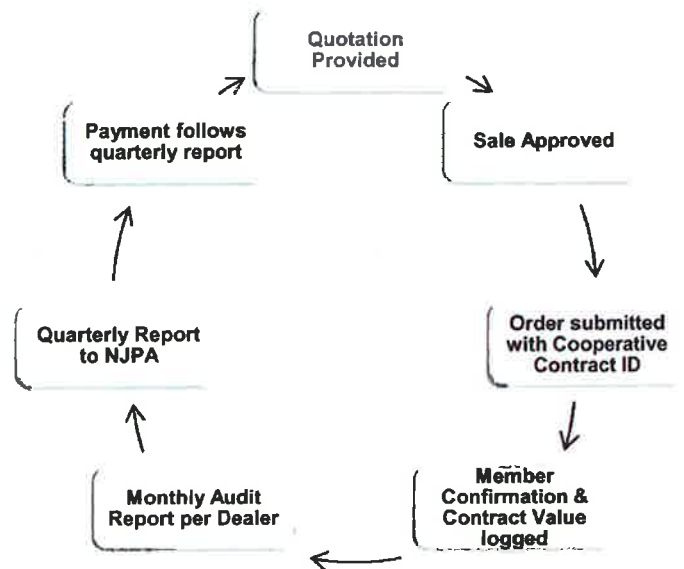 Quotation
Provided
Sale Approved
Order submitted
with Cooperative
Contract ID
Member
Confirmation &
Contract Value
logged
Monthly Audit
Report per Dealer
Quarterly Report
to NJPA
Payment follows
quarterly report